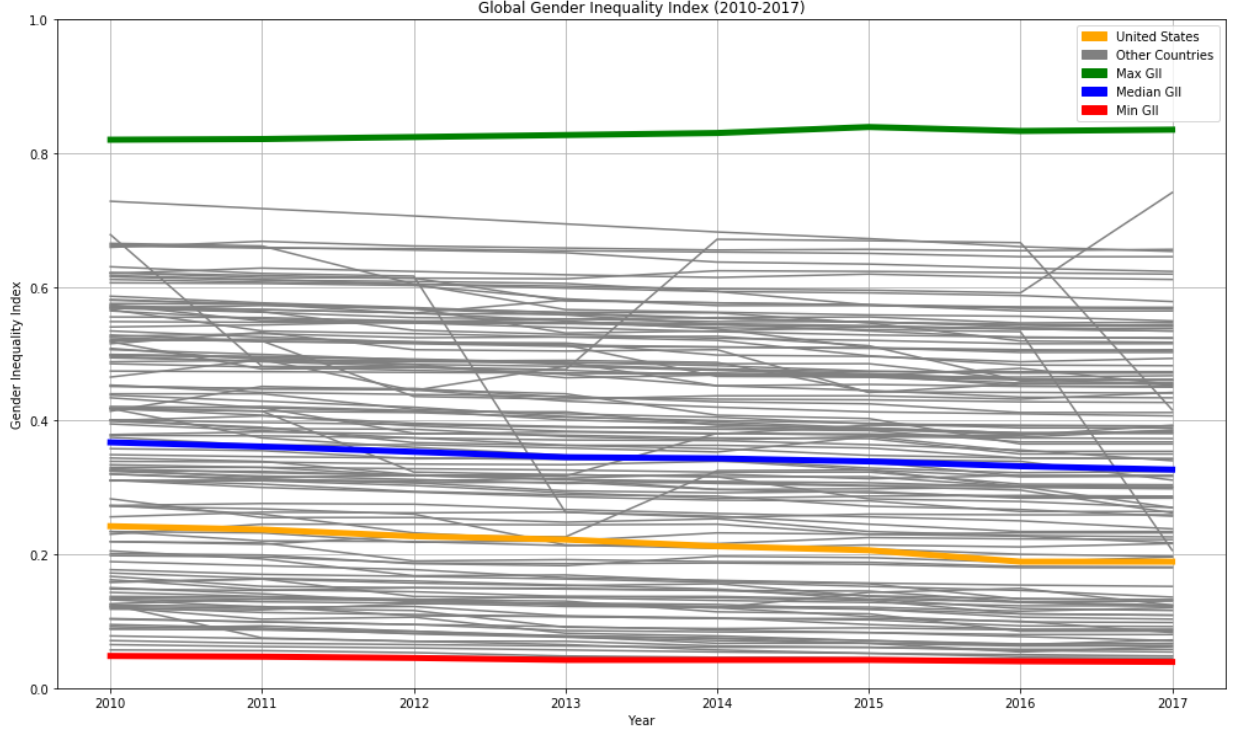 Global Gender Inequality Index (2010-2017)
United States
Other Countries
Max GII
Median GII
Min GII
Gender Inequality Index
1.0
0.8
0.6
0.4
0.2
0.0
2010 2011 2012 2013 2014 2015 2016 2017
Year